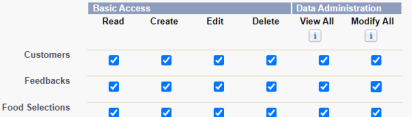 Basic Access Data Administration
Read Create Edit Delete View All Modify All
i i
Customers
Feedbacks
Food Selections